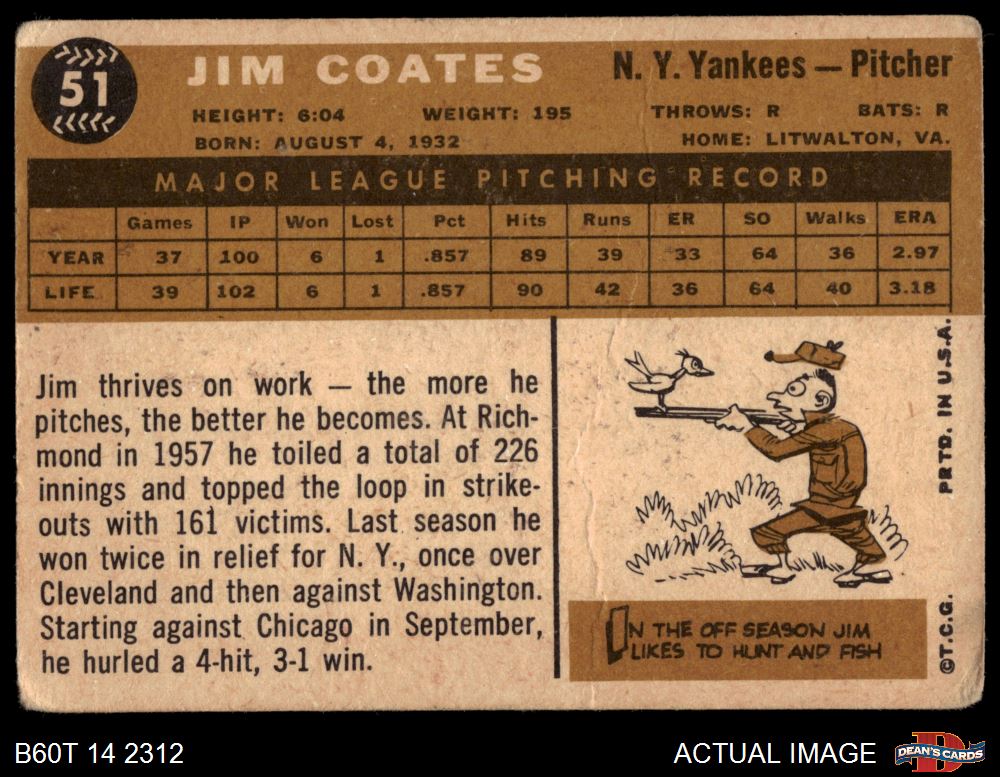 51
JIM COATES
N. Y. Yankees — Pitcher
HEIGHT: 6:04 WEIGHT: 195 THROWS: R BATS: R
BORN: AUGUST 4, 1932 HOME: LITWALTON, VA.
MAJOR LEAGUE PITCHING RECORD
Games IP Won Lost Pct Hits Runs ER SO Walks ERA
YEAR 37 100 6 1 .857 89 39 33 64 36 2.97
LIFE 39 102 6 1 .857 90 42 36 64 40 3.18
Jim thrives on work — the more he
pitches, the better he becomes. At Rich-
mond in 1957 he toiled a total of 226
innings and topped the loop in strike-
outs with 161 victims. Last season he
won twice in relief for N. Y., once over
Cleveland and then against Washington.
Starting against Chicago in September,
he hurled a 4-hit, 3-1 win.
IN THE OFF SEASON JIM
LIKES TO HUNT AND FISH
©T.C.G. PRTD. IN U.S.A.
B60T 14 2312
ACTUAL IMAGE
D
DEAN'S CARDS